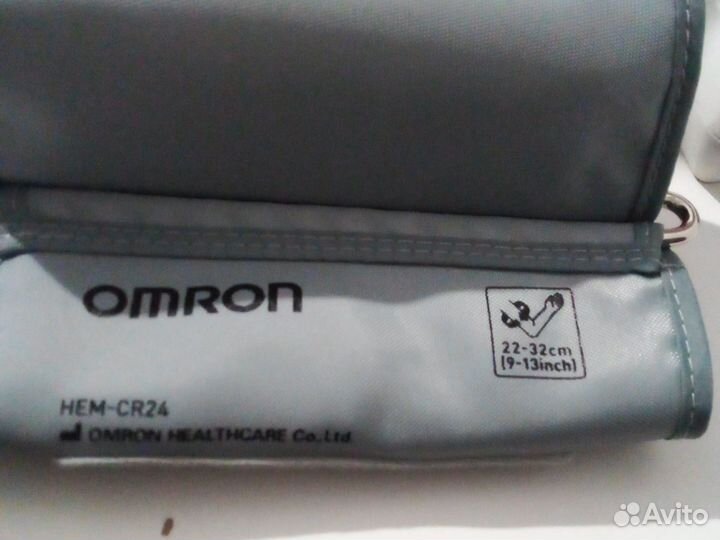 OMRON
22-32cm
(9-13inch)
HEM-CR24
OMRON HEALTHCARE Co., Ltd.
Avito